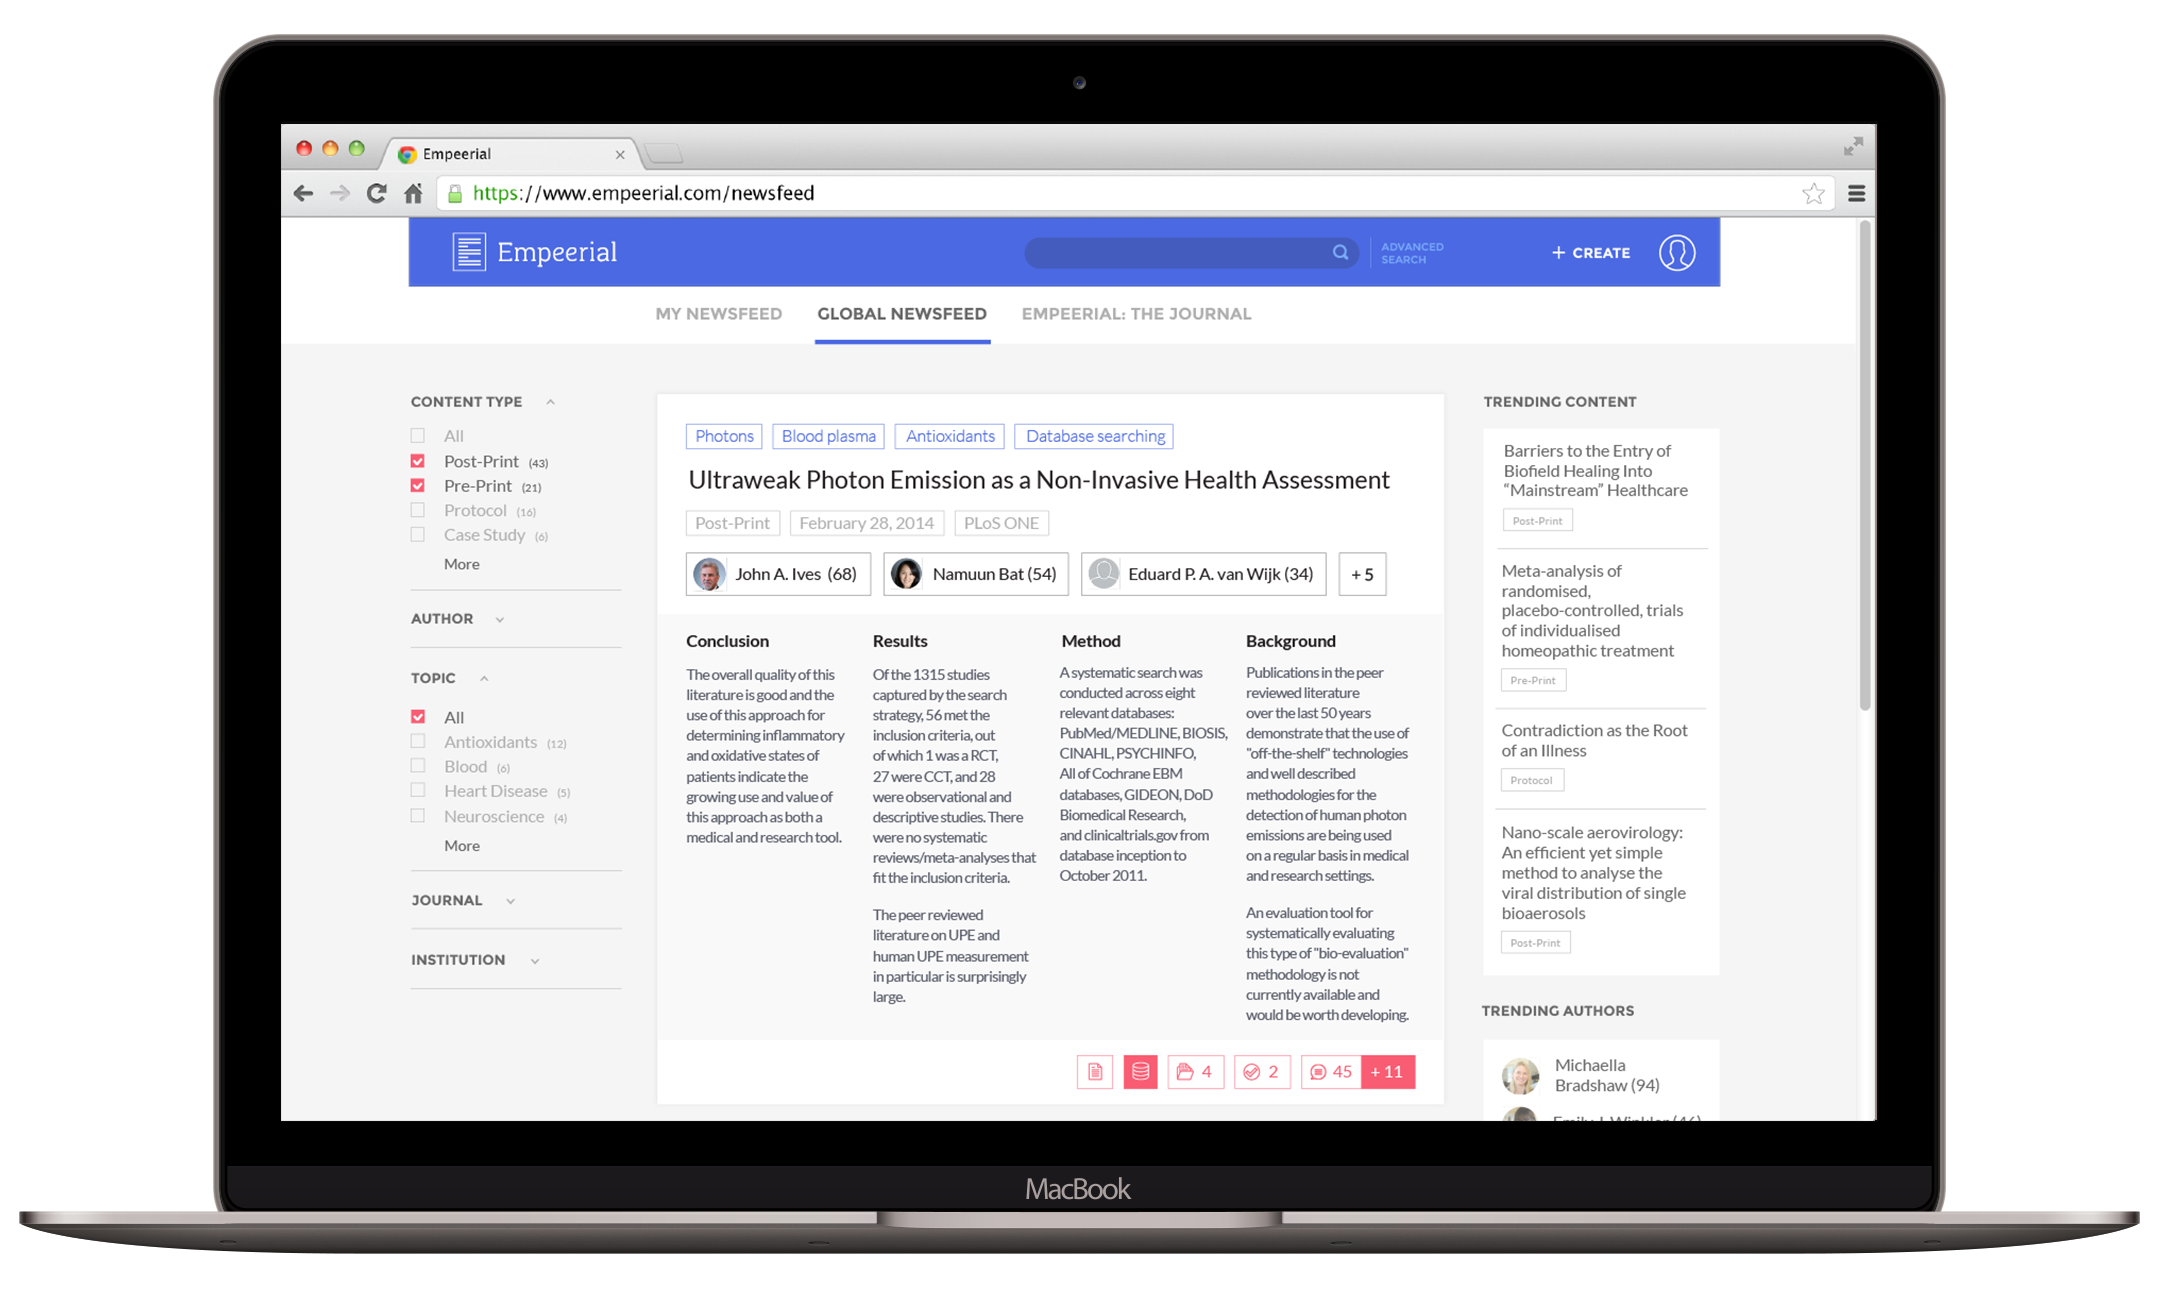 Empeerial
https://www.empeerial.com/newsfeed
Empeerial
ADVANCED
SEARCH
+ CREATE
MY NEWSFEED
GLOBAL NEWSFEED
EMPEERIAL: THE JOURNAL
CONTENT TYPE
All
Post-Print (43)
Pre-Print (21)
Protocol (16)
Case Study (6)
More
AUTHOR
TOPIC
All
Antioxidants (12)
Blood (6)
Heart Disease (5)
Neuroscience (4)
More
JOURNAL
INSTITUTION
Photons
Blood plasma
Antioxidants
Database searching
Ultraweak Photon Emission as a Non-Invasive Health Assessment
Post-Print
February 28, 2014
PLoS ONE
John A. Ives (68)
Namuun Bat (54)
Eduard P. A. van Wijk (34)
+ 5
Conclusion
The overall quality of this
literature is good and the
use of this approach for
determining inflammatory
and oxidative states of
patients indicate the
growing use and value of
this approach as both a
medical and research tool.
Results
Of the 1315 studies
captured by the search
strategy, 56 met the
inclusion criteria, out
of which 1 was a RCT,
27 were CCT, and 28
were observational and
descriptive studies. There
were no systematic
reviews/meta-analyses that
fit the inclusion criteria.
The peer reviewed
literature on UPE and
human UPE measurement
in particular is surprisingly
large.
Method
A systematic search was
conducted across eight
relevant databases:
PubMed/MEDLINE, BIOSIS,
CINAHL, PSYCHINFO,
All of Cochrane EBM
databases, GIDEON, DoD
Biomedical Research,
and clinicaltrials.gov from
database inception to
October 2011.
Background
Publications in the peer
reviewed literature
over the last 50 years
demonstrate that the use of
"off-the-shelf" technologies
and well described
methodologies for the
detection of human photon
emissions are being used
on a regular basis in medical
and research settings.
An evaluation tool for
systematically evaluating
this type of "bio-evaluation"
methodology is not
currently available and
would be worth developing.
4
2
45
+ 11
TRENDING CONTENT
Barriers to the Entry of
Biofield Healing Into
“Mainstream” Healthcare
Post-Print
Meta-analysis of
randomised,
placebo-controlled, trials
of individualised
homeopathic treatment
Pre-Print
Contradiction as the Root
of an Illness
Protocol
Nano-scale aerovirology:
An efficient yet simple
method to analyse the
viral distribution of single
bioaerosols
Post-Print
TRENDING AUTHORS
Michaella
Bradshaw (94)
MacBook